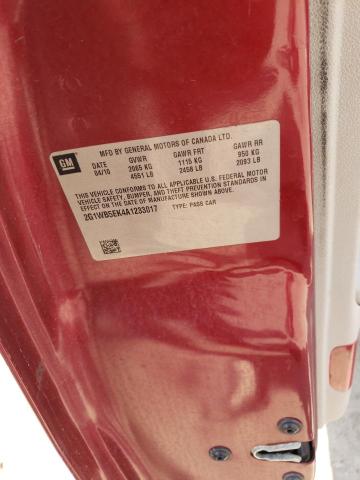 MFD BY GENERAL MOTORS OF CANADA LTD.
GM
DATE GVWR GAWR FRT GAWR RR
04/10 2065 KG 1115 KG 950 KG
4551 LB 2458 LB 2093 LB
THIS VEHICLE CONFORMS TO ALL APPLICABLE U.S. FEDERAL MOTOR
VEHICLE SAFETY, BUMPER, AND THEFT PREVENTION STANDARDS IN
EFFECT ON THE DATE OF MANUFACTURE SHOWN ABOVE.
2G1WB5EK4A1233017 TYPE: PASS CAR